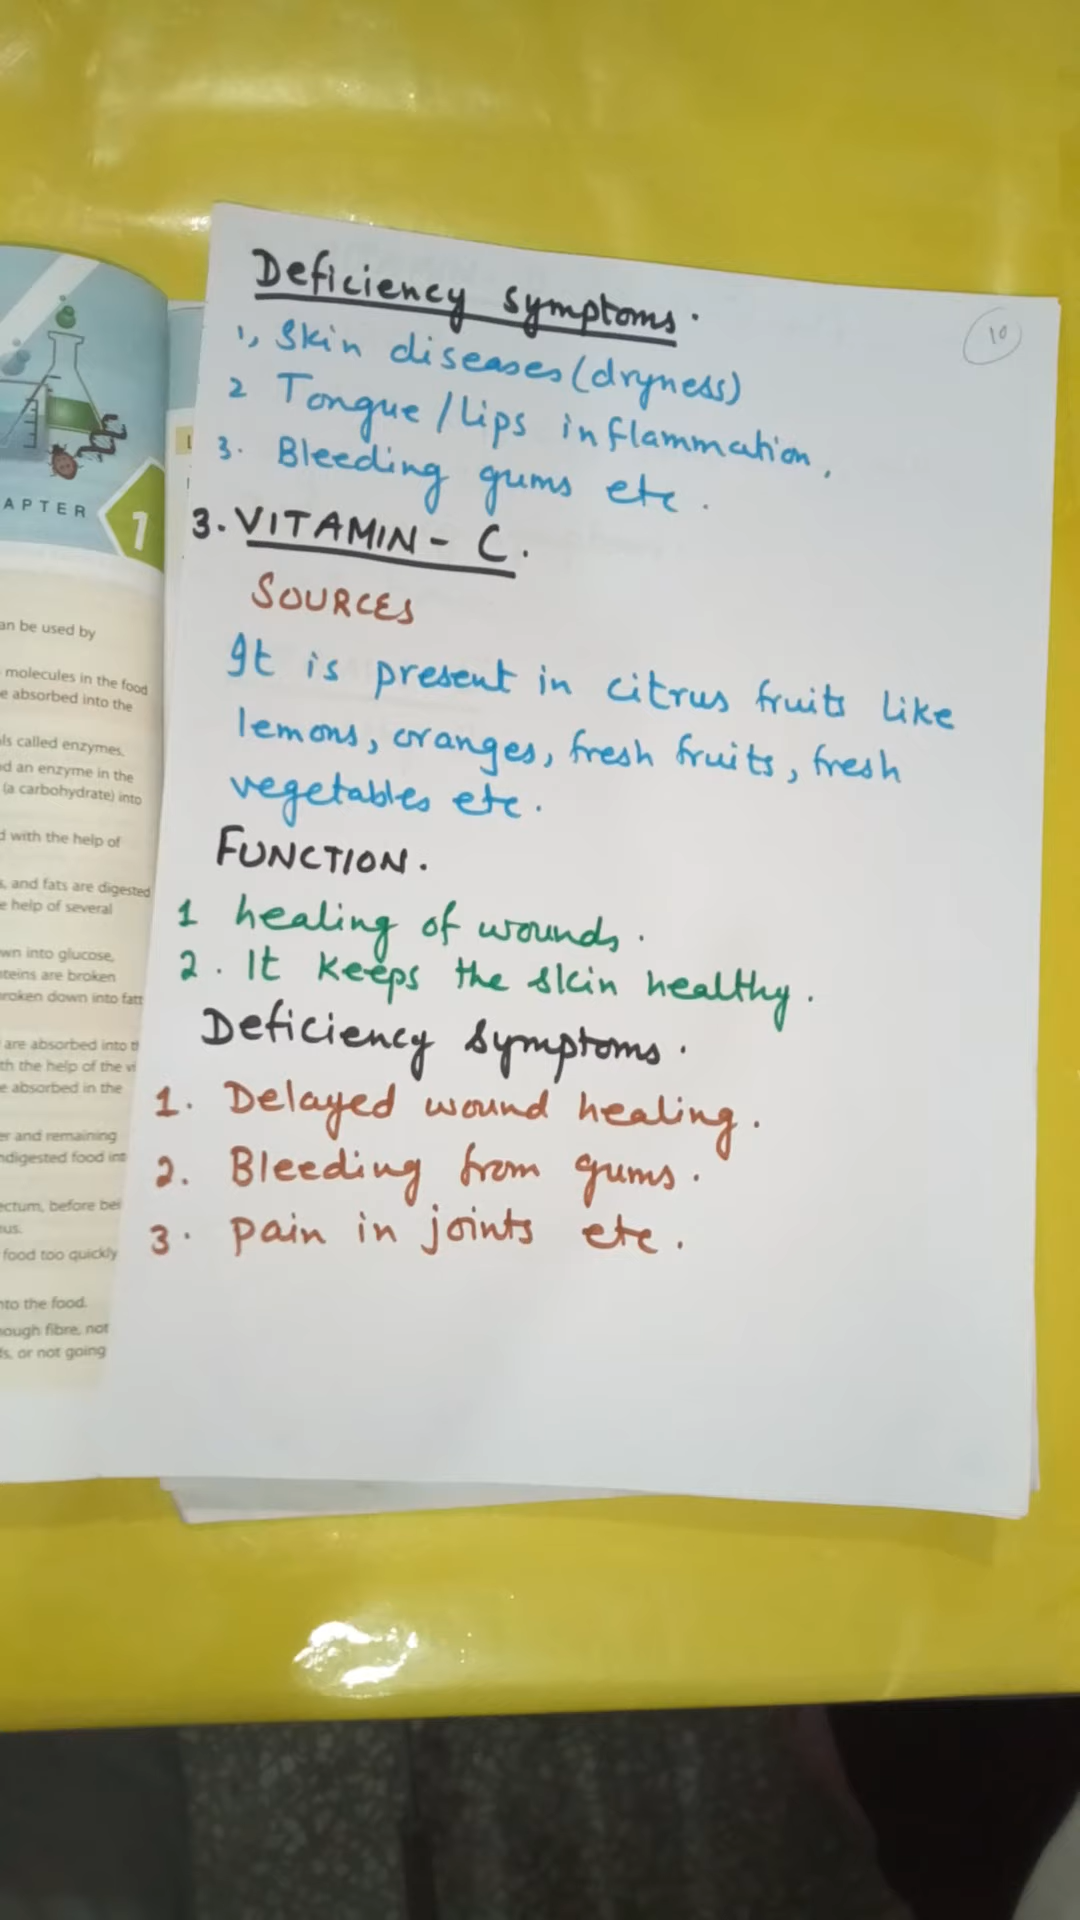 Deficiency symptoms.
10
1, Skin diseases (dryness)
2 Tongue / Lips inflammation,
3. Bleeding gums etc.
3. VITAMIN - C.
SOURCES
It is present in citrus fruits like
lemons, oranges, fresh fruits, fresh
vegetables etc.
FUNCTION.
1 healing of wounds.
2. It keeps the skin healthy.
Deficiency symptoms.
1. Delayed wound healing.
2. Bleeding from gums.
3. pain in joints etc.
APTER
1
an be used by
molecules in the food
e absorbed into the
ls called enzymes.
d an enzyme in the
(a carbohydrate) into
d with the help of
s, and fats are digested
e help of several
wn into glucose,
teins are broken
roken down into fatt
are absorbed into th
th the help of the vi
e absorbed in the
er and remaining
ndigested food int
ectum, before bei
us.
food too quickly
nto the food.
ough fibre, not
ls, or not going